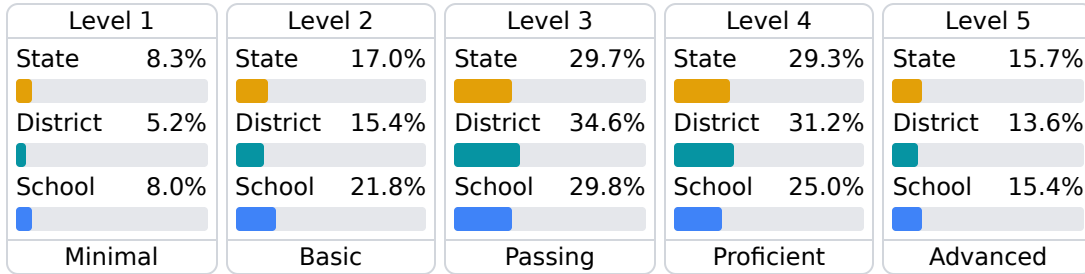 Level 1
State 8.3%
District 5.2%
School 8.0%
Minimal
Level 2
State 17.0%
District 15.4%
School 21.8%
Basic
Level 3
State 29.7%
District 34.6%
School 29.8%
Passing
Level 4
State 29.3%
District 31.2%
School 25.0%
Proficient
Level 5
State 15.7%
District 13.6%
School 15.4%
Advanced